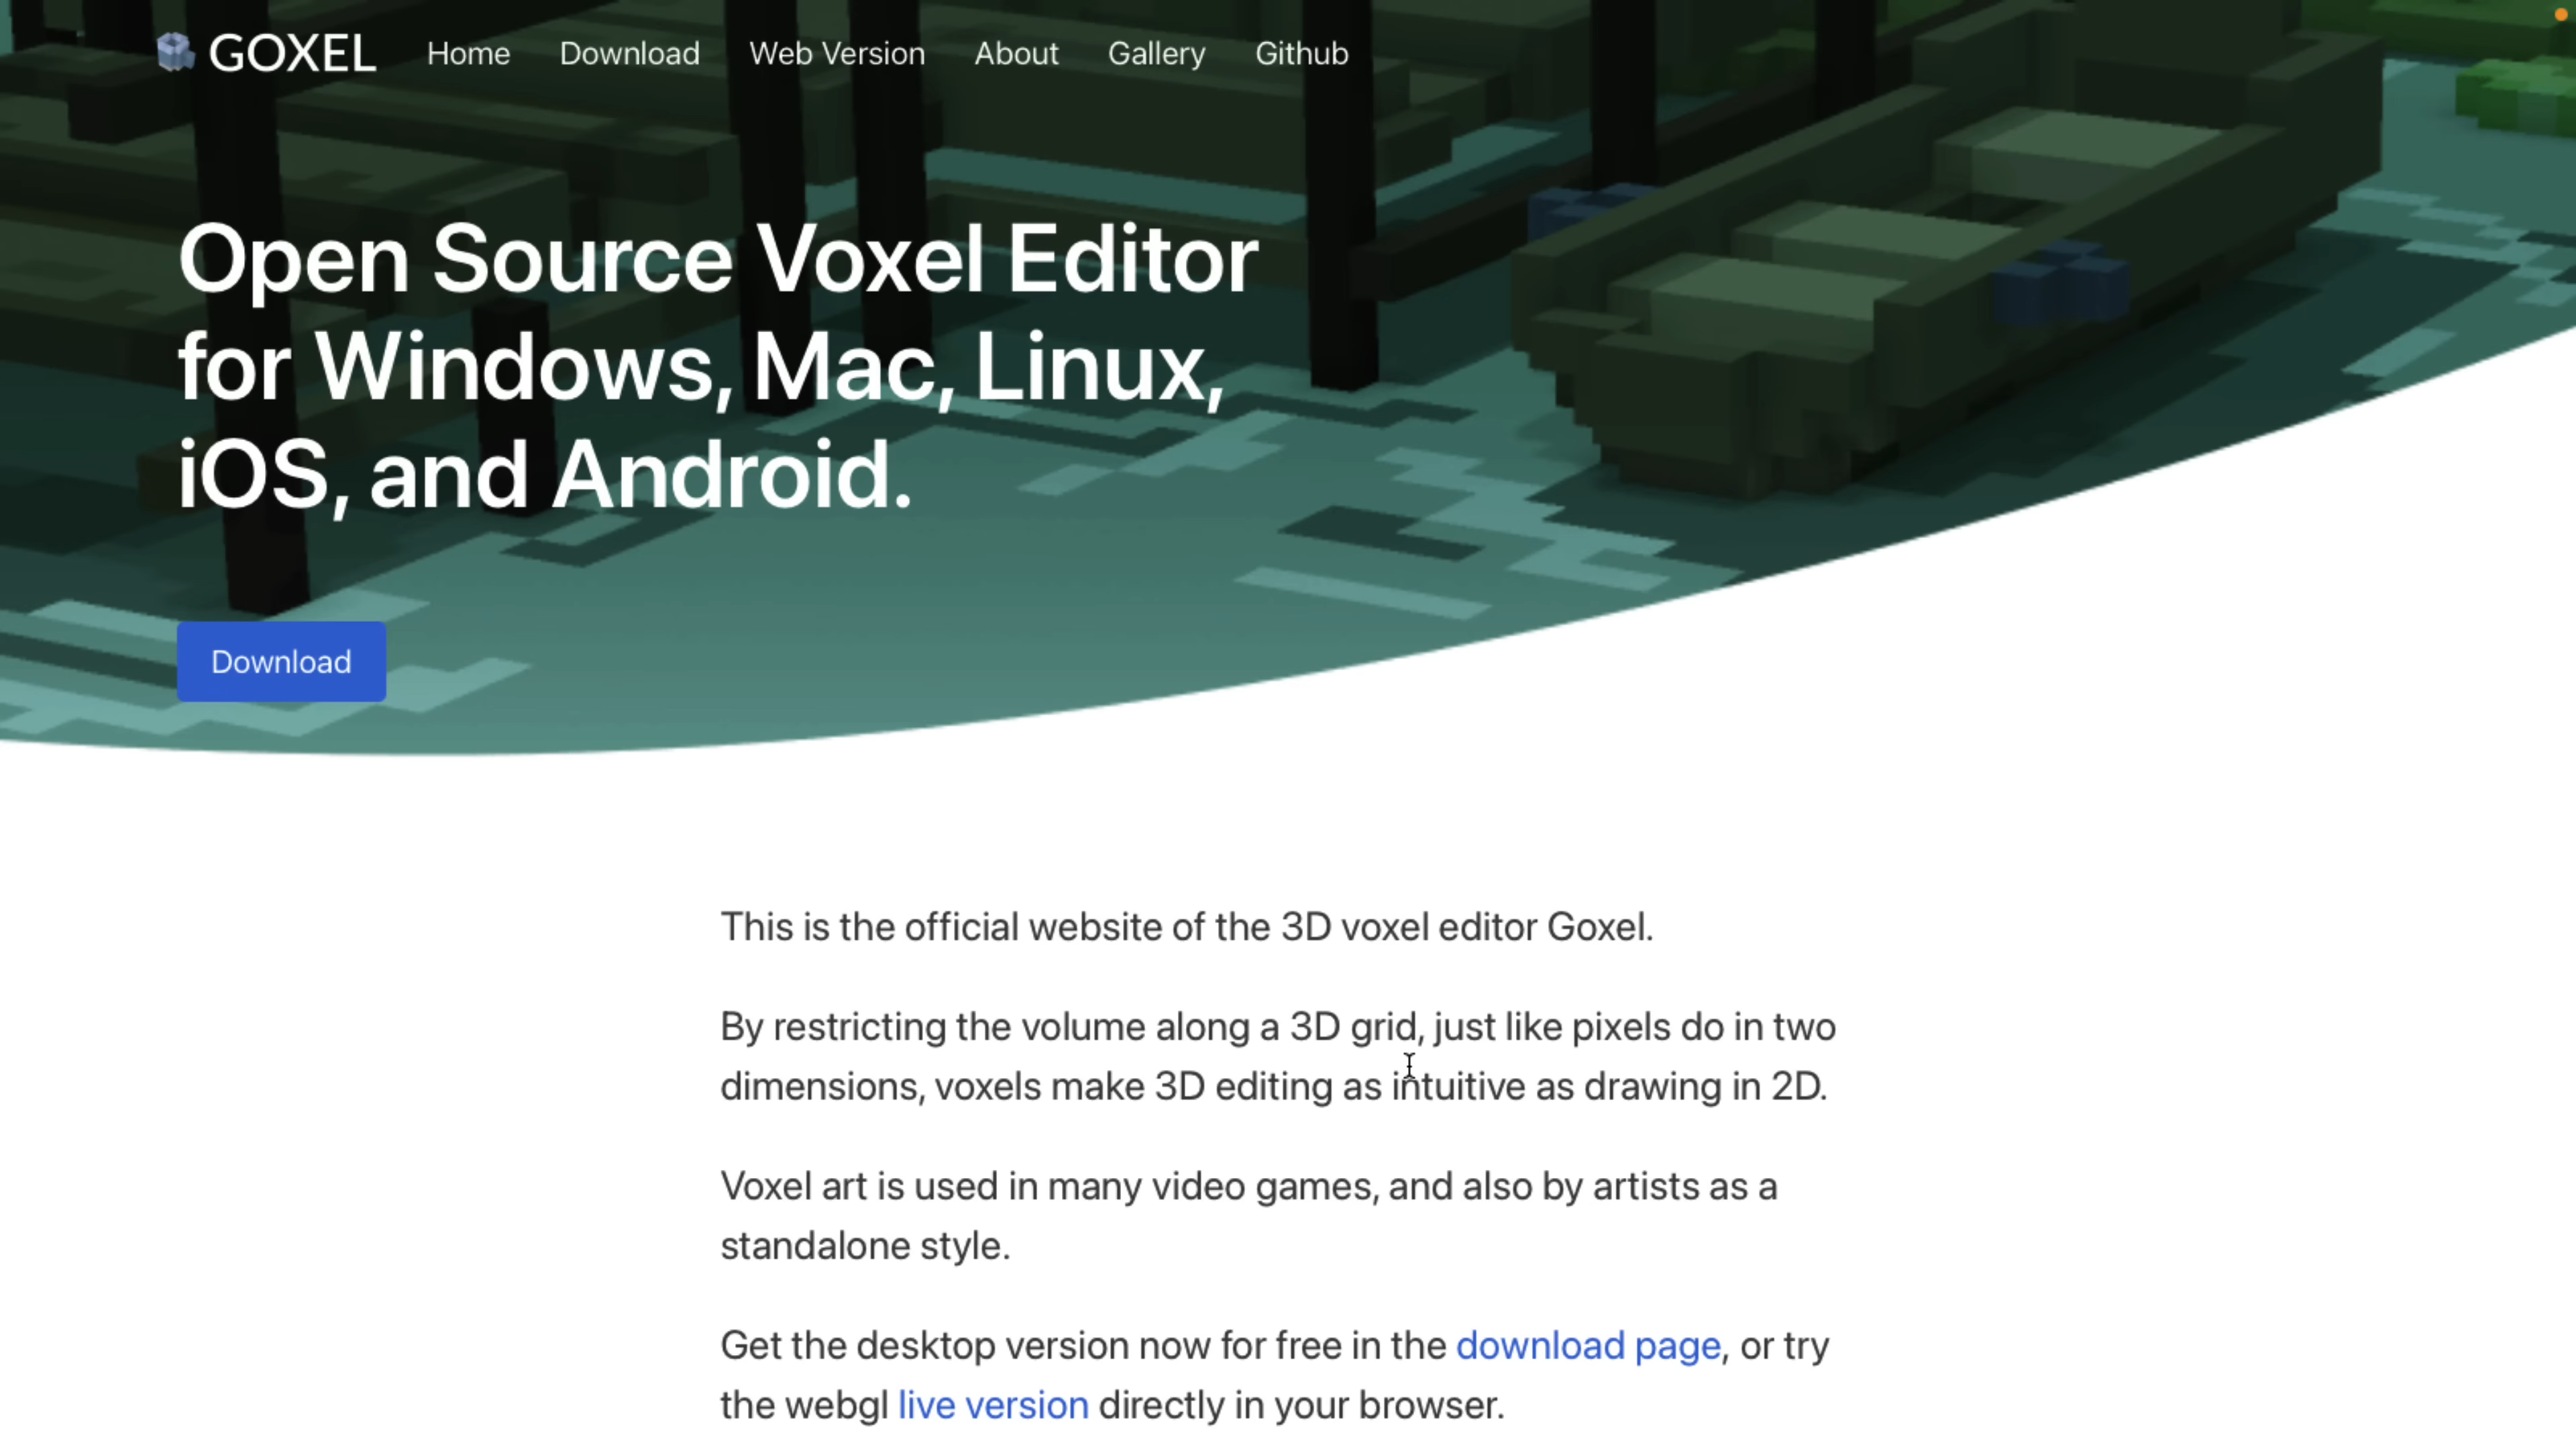 GOXEL Home Download Web Version About Gallery Github
Open Source Voxel Editor
for Windows, Mac, Linux,
iOS, and Android.
Download
This is the official website of the 3D voxel editor Goxel.
By restricting the volume along a 3D grid, just like pixels do in two
dimensions, voxels make 3D editing as intuitive as drawing in 2D.
Voxel art is used in many video games, and also by artists as a
standalone style.
Get the desktop version now for free in the download page, or try
the webgl live version directly in your browser.